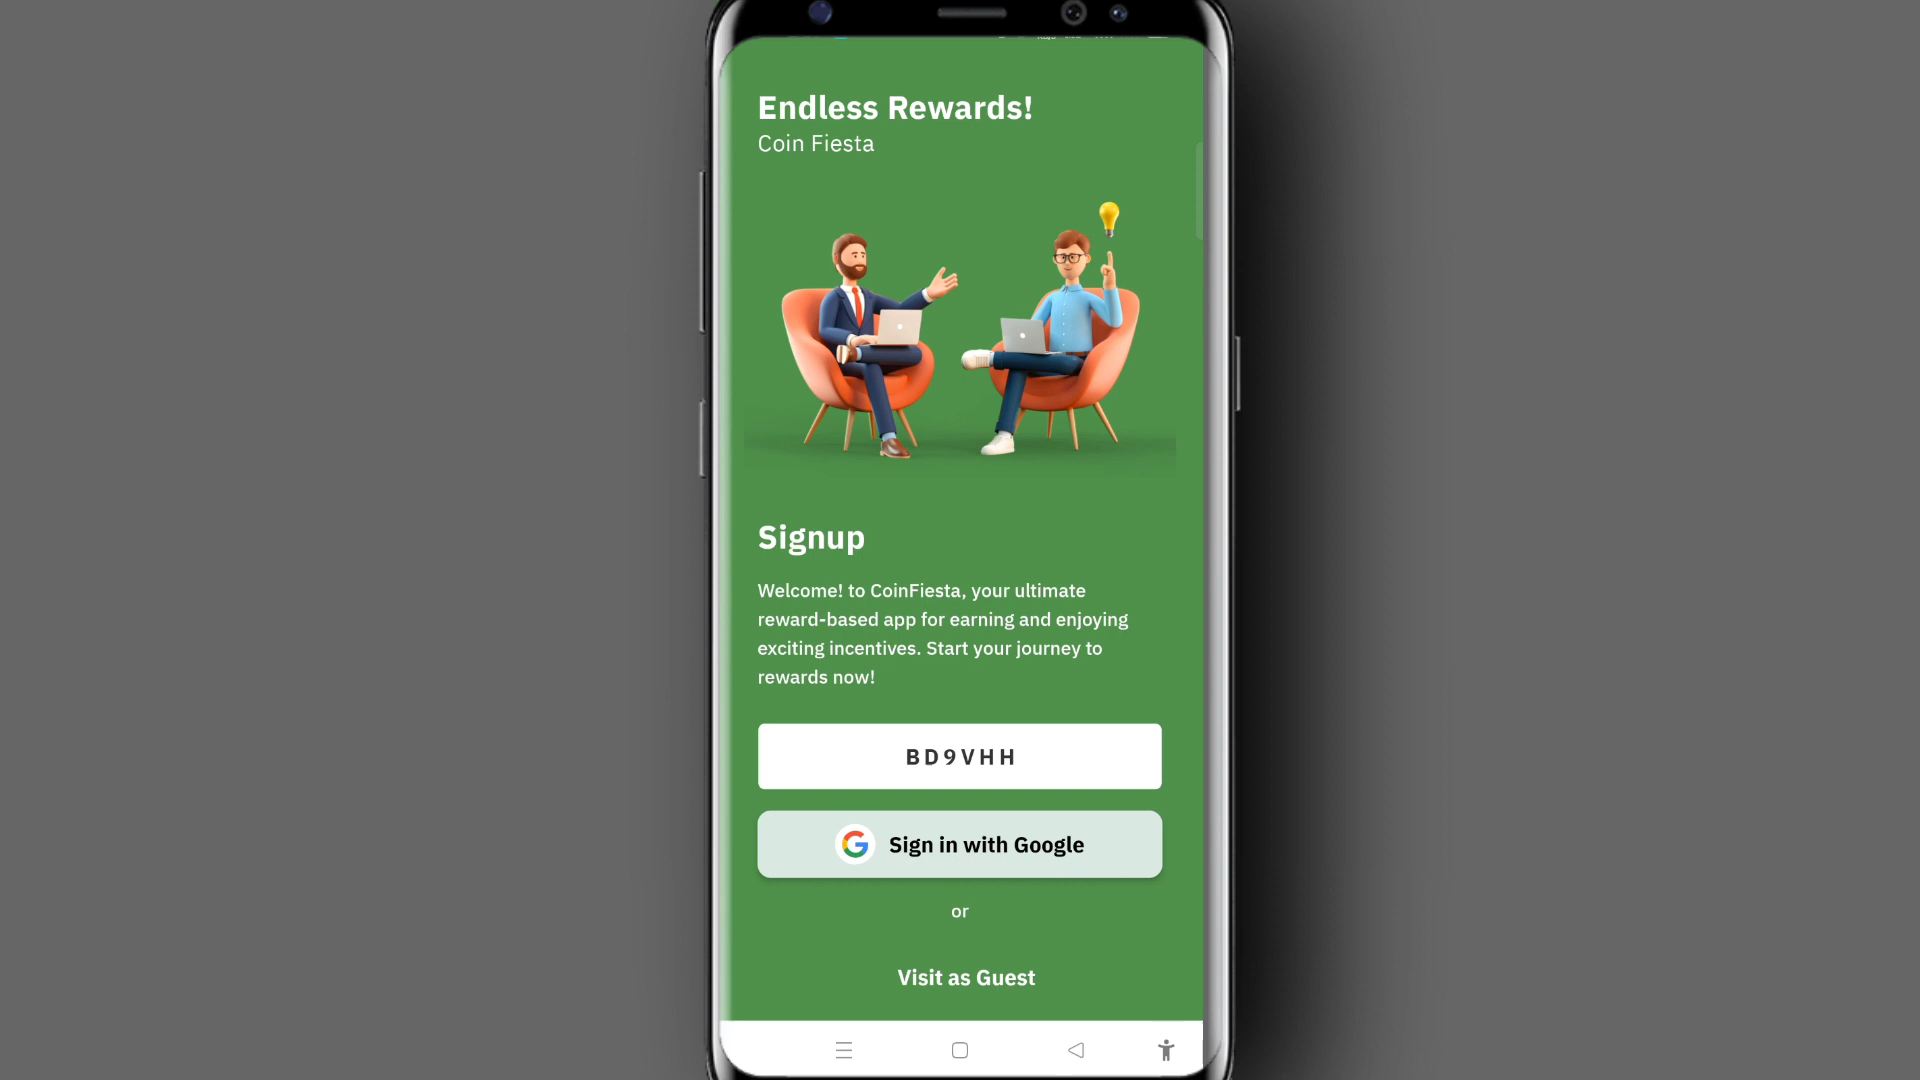 Endless Rewards!
Coin Fiesta
Signup
Welcome! to CoinFiesta, your ultimate
reward-based app for earning and enjoying
exciting incentives. Start your journey to
rewards now!
BD9VHH
Sign in with Google
or
Visit as Guest